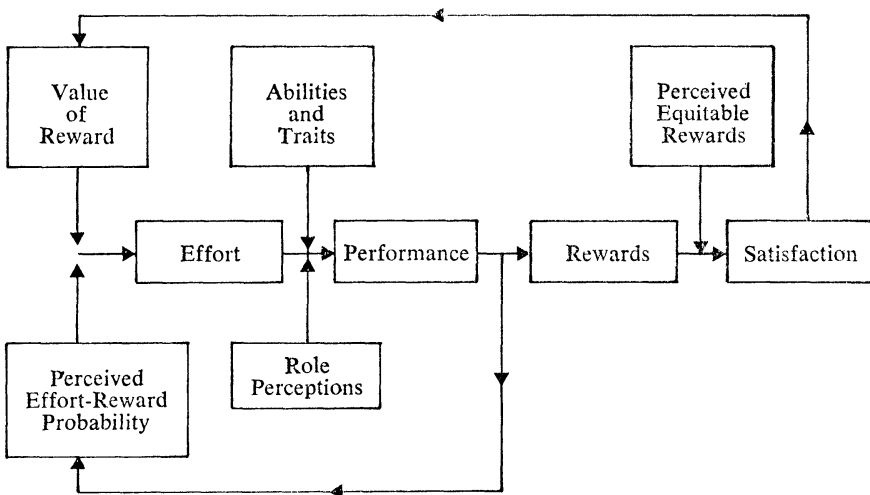 Value
of
Reward
Abilities
and
Traits
Perceived
Equitable
Rewards
Effort
Performance
Rewards
Satisfaction
Perceived
Effort-Reward
Probability
Role
Perceptions